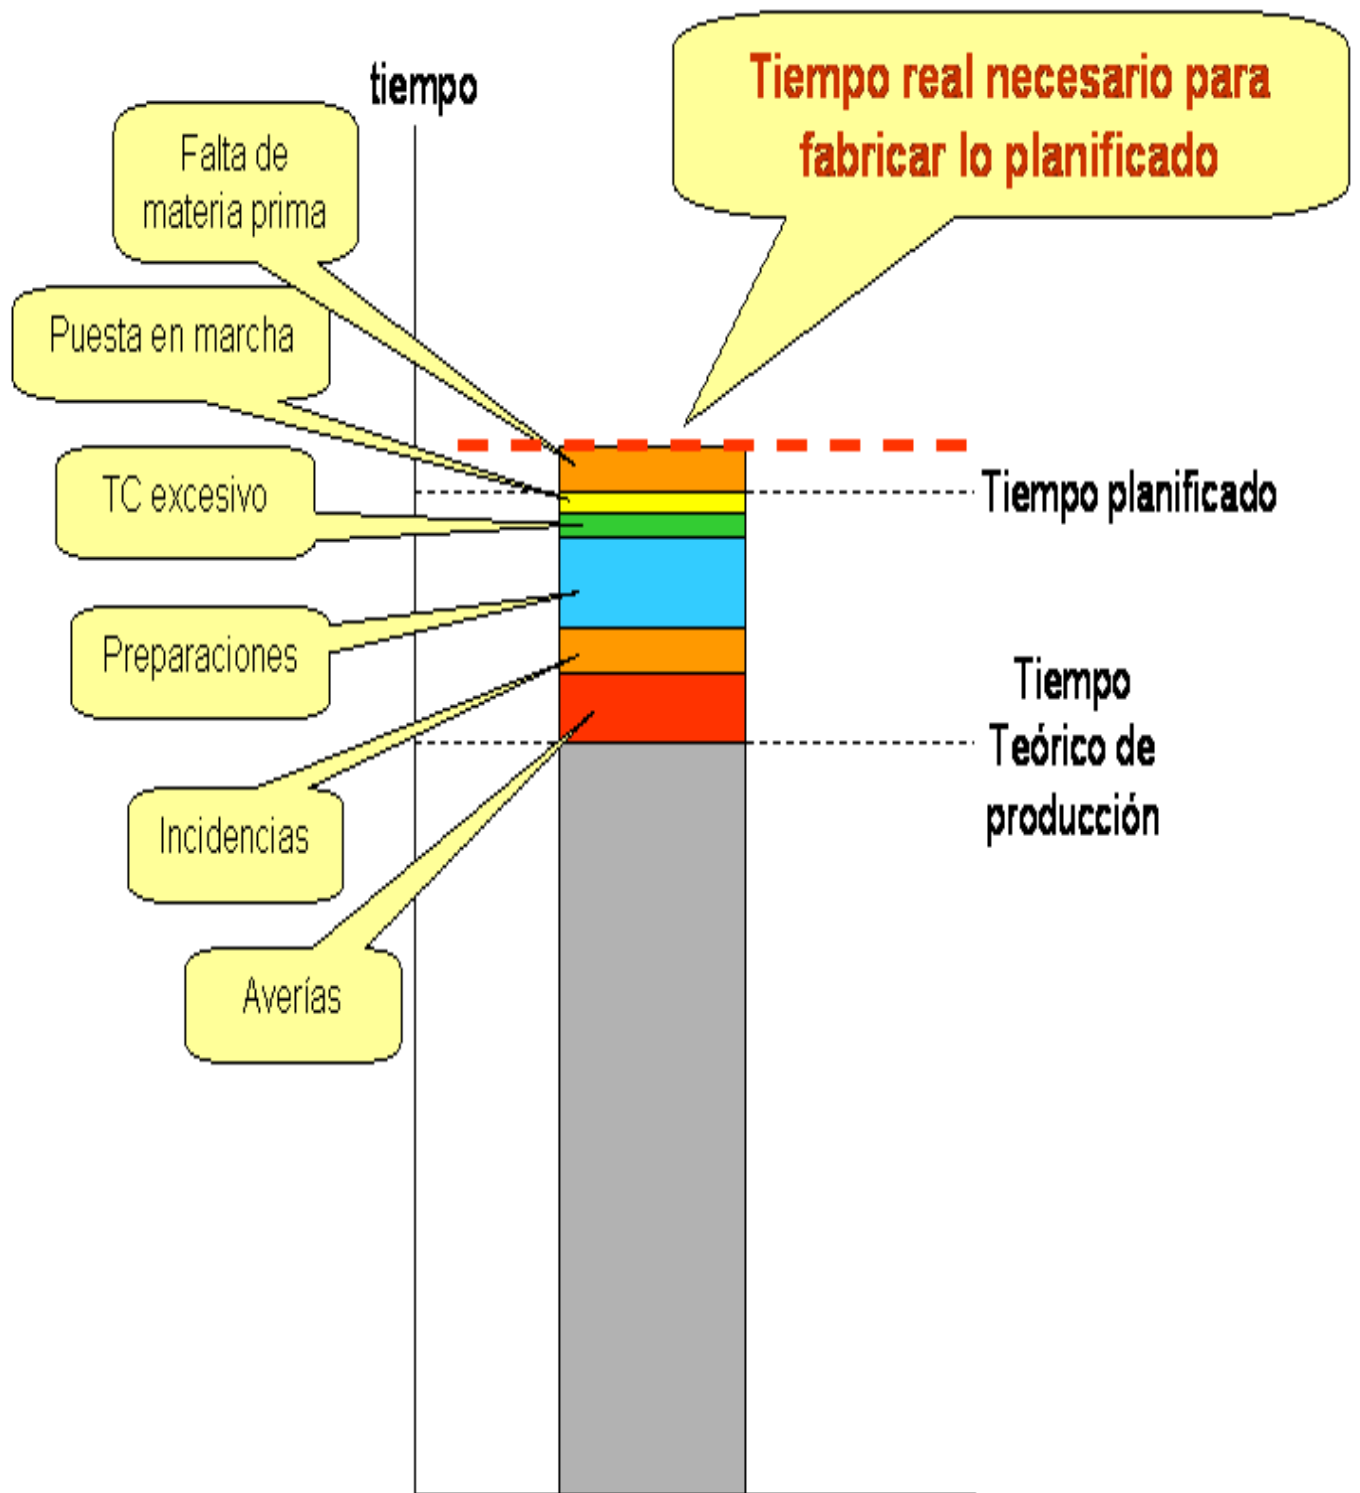 tiempo
Tiempo real necesario para
fabricar lo planificado
Falta de
materia prima
Puesta en marcha
TC excesivo
Tiempo planificado
Preparaciones
Tiempo
Teórico de
producción
Incidencias
Averías